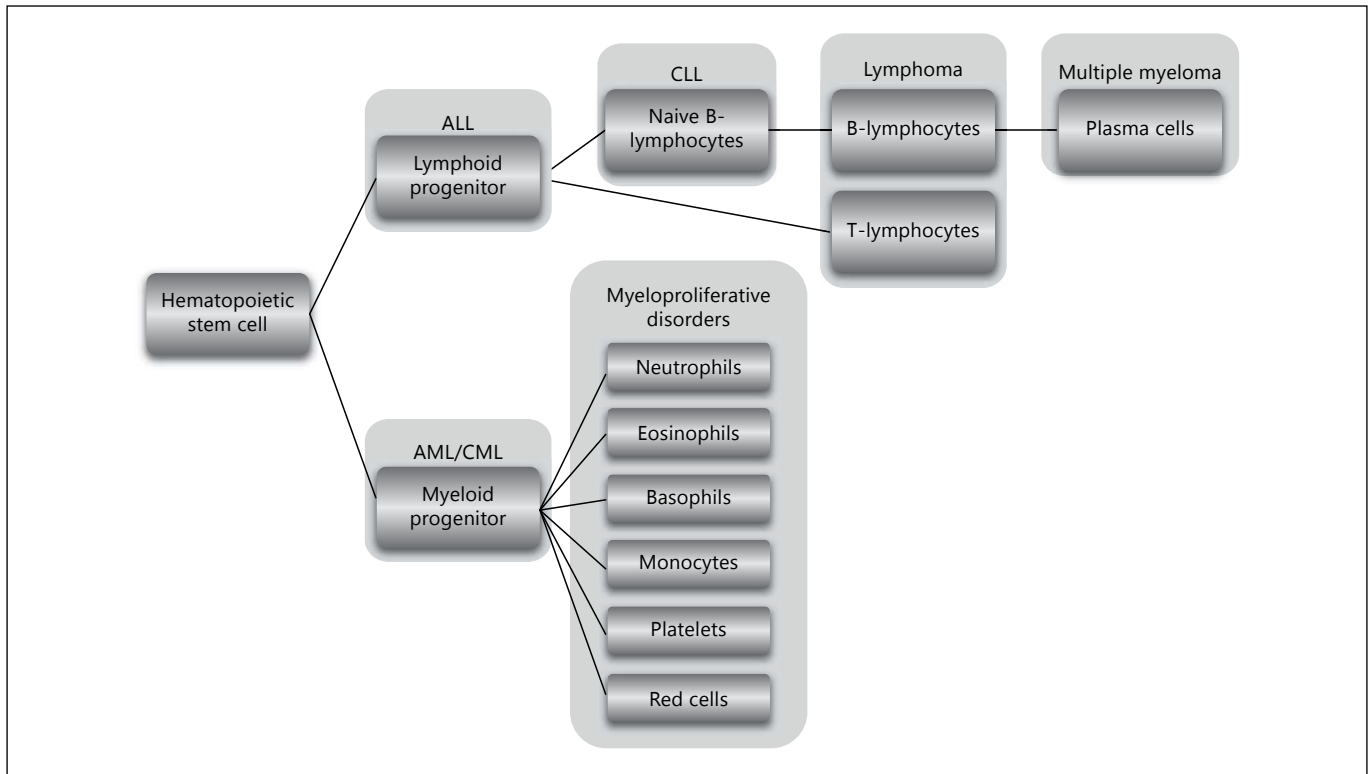 Hematopoietic
stem cell
ALL
Lymphoid
progenitor
CLL
Naive B-
lymphocytes
Lymphoma
B-lymphocytes
T-lymphocytes
Multiple myeloma
Plasma cells
AML/CML
Myeloid
progenitor
Myeloproliferative
disorders
Neutrophils
Eosinophils
Basophils
Monocytes
Platelets
Red cells